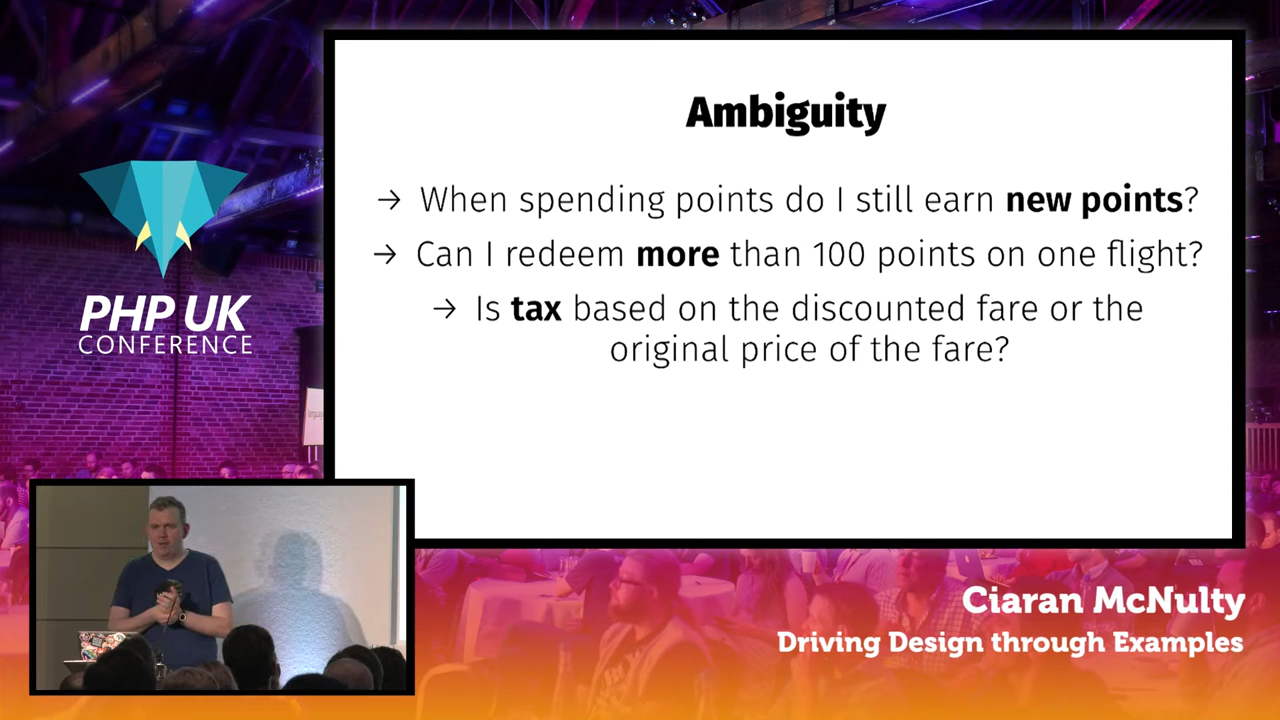 Ambiguity
→ When spending points do I still earn new points?
→ Can I redeem more than 100 points on one flight?
→ Is tax based on the discounted fare or the
original price of the fare?
PHP UK
CONFERENCE
Ciaran McNulty
Driving Design through Examples